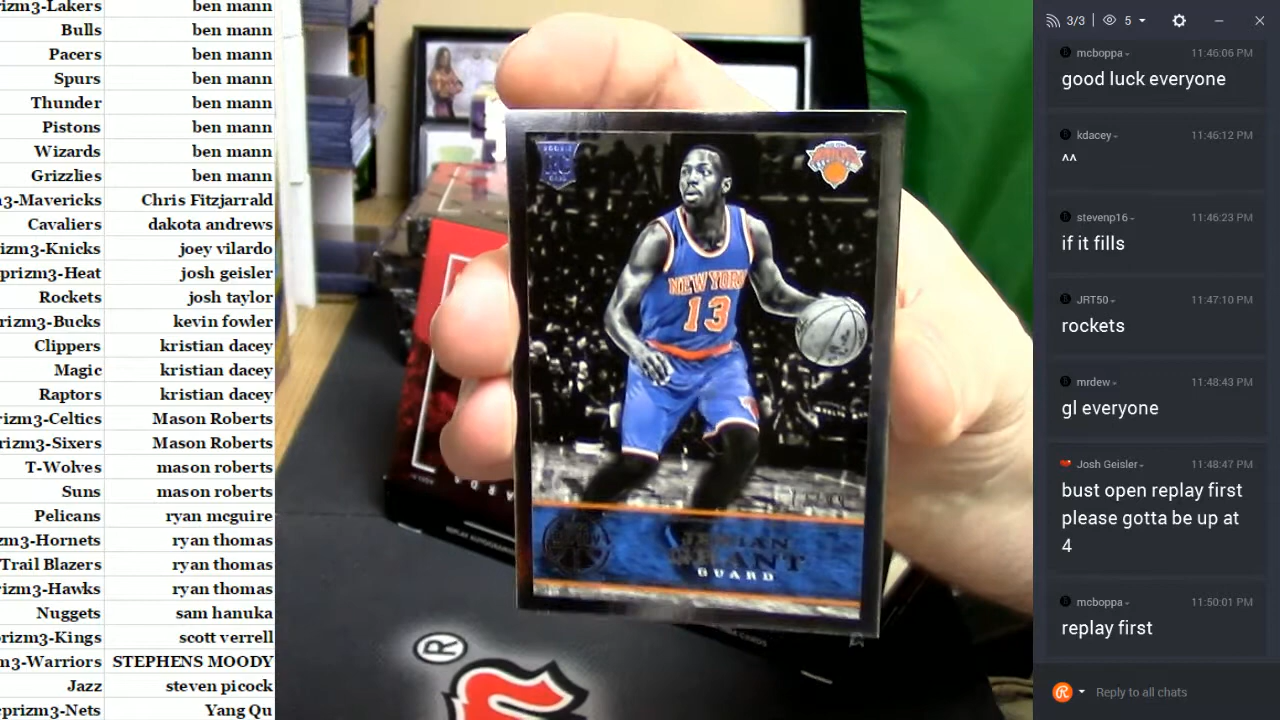 rizm3-Lakers ben mann
Bulls ben mann
Pacers ben mann
Spurs ben mann
Thunder ben mann
Pistons ben mann
Wizards ben mann
Grizzlies ben mann
n3-Mavericks Chris Fitzjarrald
Cavaliers dakota andrews
rizm3-Knicks joey vilardo
prizm3-Heat josh geisler
Rockets josh taylor
rizm3-Bucks kevin fowler
Clippers kristian dacey
Magic kristian dacey
Raptors kristian dacey
rizm3-Celtics Mason Roberts
rizm3-Sixers Mason Roberts
T-Wolves mason roberts
Suns mason roberts
Pelicans ryan mcguire
zm3-Hornets ryan thomas
Trail Blazers ryan thomas
rizm3-Hawks ryan thomas
Nuggets sam hanuka
prizm3-Kings scott verrell
m3-Warriors STEPHENS MOODY
Jazz steven picock
cprizm3-Nets Yang Qu
RC
NEW YORK
13
JERIAN
GRANT
GUARD
®
3/3 5
mcboppa 11:46:06 PM
good luck everyone
kdacey 11:46:12 PM
^^
stevenp16 11:46:23 PM
if it fills
JRT50 11:47:10 PM
rockets
mrdew 11:48:43 PM
gl everyone
Josh Geisler 11:48:47 PM
bust open replay first
please gotta be up at
4
mcboppa 11:50:01 PM
replay first
Reply to all chats